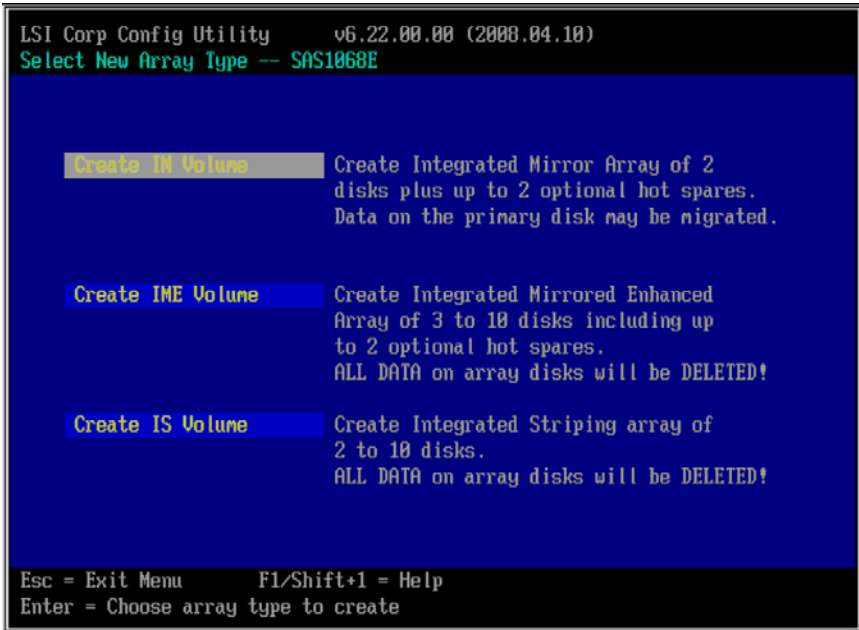 LSI Corp Config Utility v6.22.00.00 (2008.04.10)
Select New Array Type -- SAS1068E
Create IM Volume Create Integrated Mirror Array of 2
disks plus up to 2 optional hot spares.
Data on the primary disk may be migrated.
Create IME Volume Create Integrated Mirrored Enhanced
Array of 3 to 10 disks including up
to 2 optional hot spares.
ALL DATA on array disks will be DELETED!
Create IS Volume Create Integrated Striping array of
2 to 10 disks.
ALL DATA on array disks will be DELETED!
Esc = Exit Menu F1/Shift+1 = Help
Enter = Choose array type to create